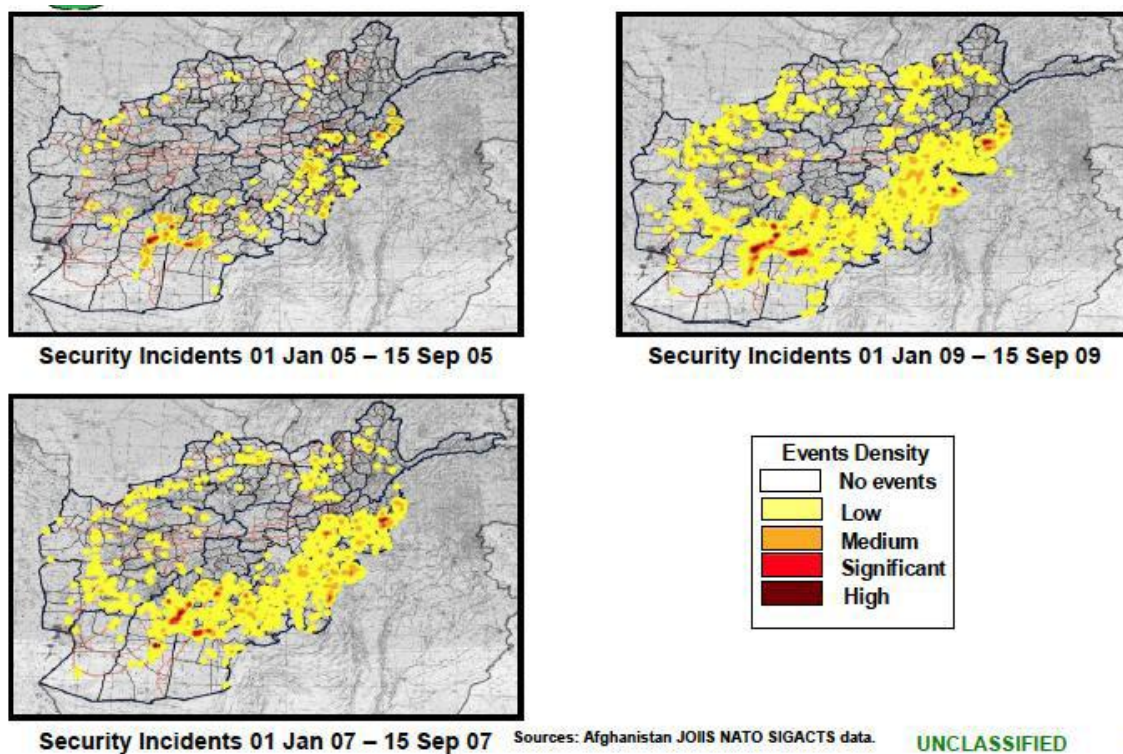 Security Incidents 01 Jan 05 – 15 Sep 05
Security Incidents 01 Jan 09 – 15 Sep 09
Events Density
No events
Low
Medium
Significant
High
Security Incidents 01 Jan 07 – 15 Sep 07
Sources: Afghanistan JOIIS NATO SIGACTS data.
UNCLASSIFIED